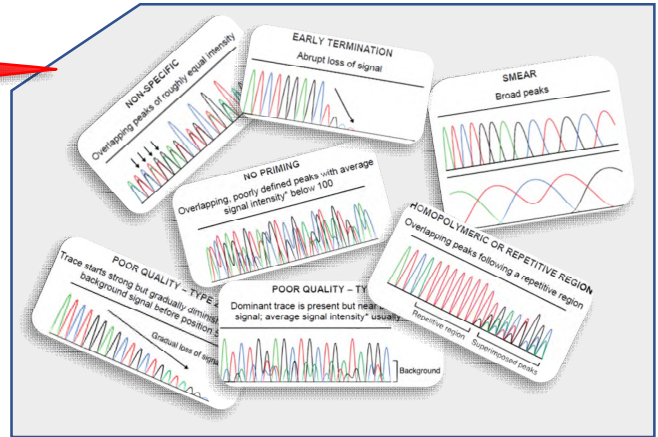 NON-SPECIFIC
Overlapping peaks of roughly equal intensity
EARLY TERMINATION
Abrupt loss of signal
SMEAR
Broad peaks
NO PRIMING
Overlapping, poorly defined peaks with average
signal intensity* below 100
HOMOPOLYMERIC OR REPETITIVE REGION
Overlapping peaks following a repetitive region
Repetitive region
Superimposed peaks
POOR QUALITY – TYPE
Trace starts strong but gradually
background signal before position
Gradual loss of
POOR QUALITY –
Dominant trace is present but near
signal; average signal intensity* usually
Background